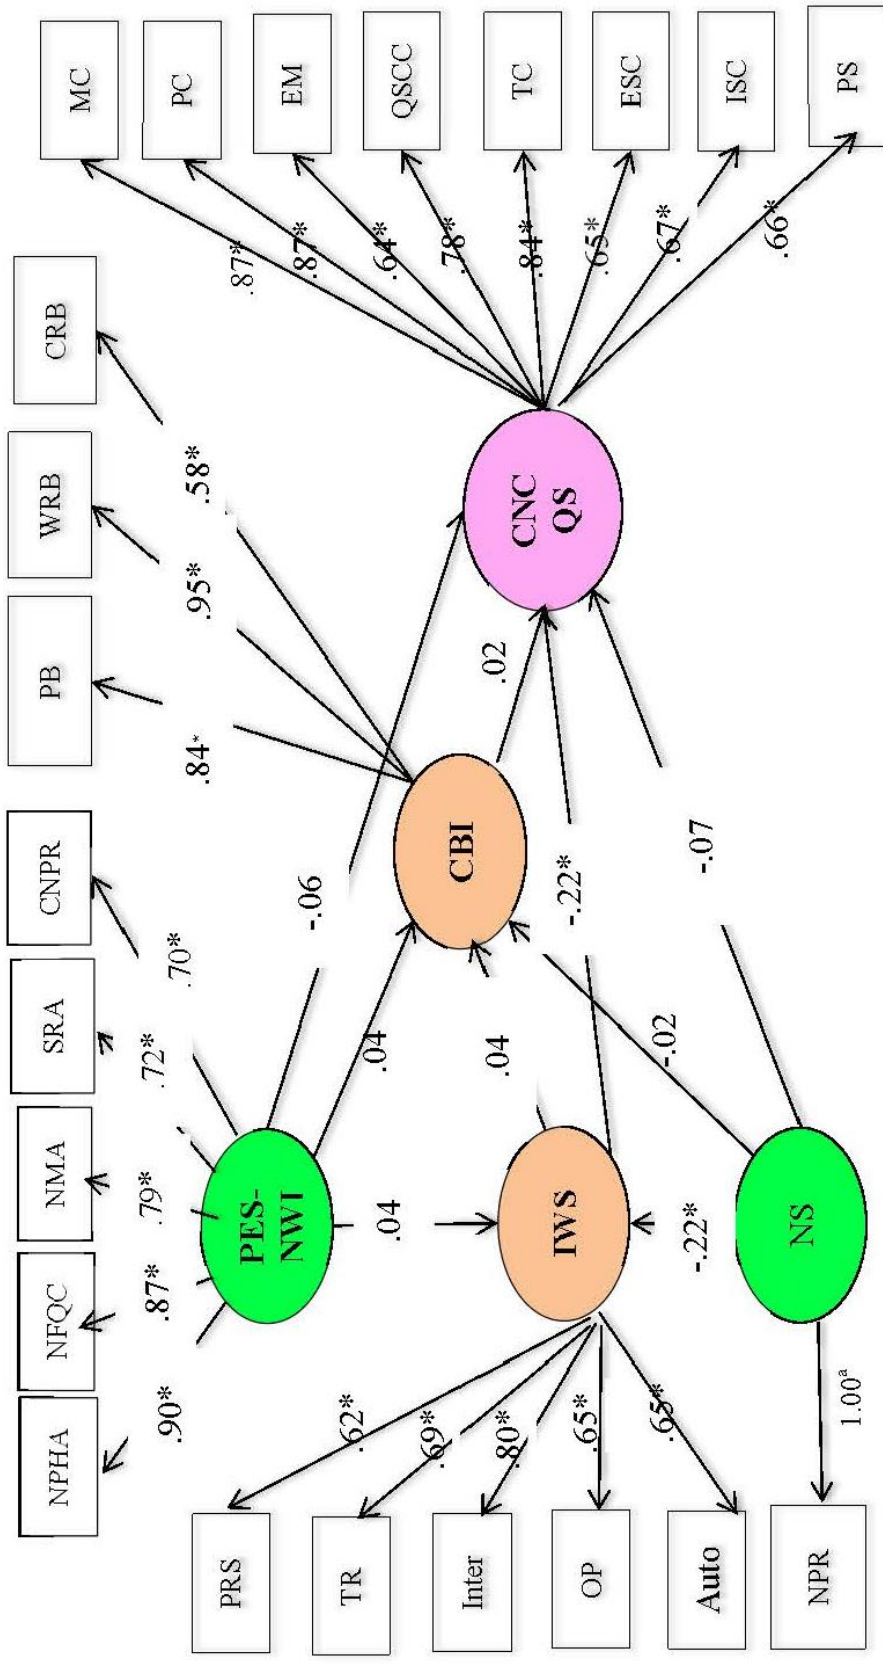 NPHA
NFQC
NMA
SRA
CNPR
PB
WRB
CRB
.90*
.87*
.79*
.72*
.70*
.84*
.95*
.58*
MC
PC
EM
QSCC
TC
ESC
ISC
PS
.87*
.87*
.64*
.78*
.84*
.65*
.67*
.66*
PES-
NWI
-.06
.04
.04
CBI
.02
CNC
QS
PRS
TR
Inter
OP
Auto
NPR
.62*
.69*
.80*
.65*
.65*
1.00ª
IWS
.04
-.22*
-.22*
NS
-.02
-.07